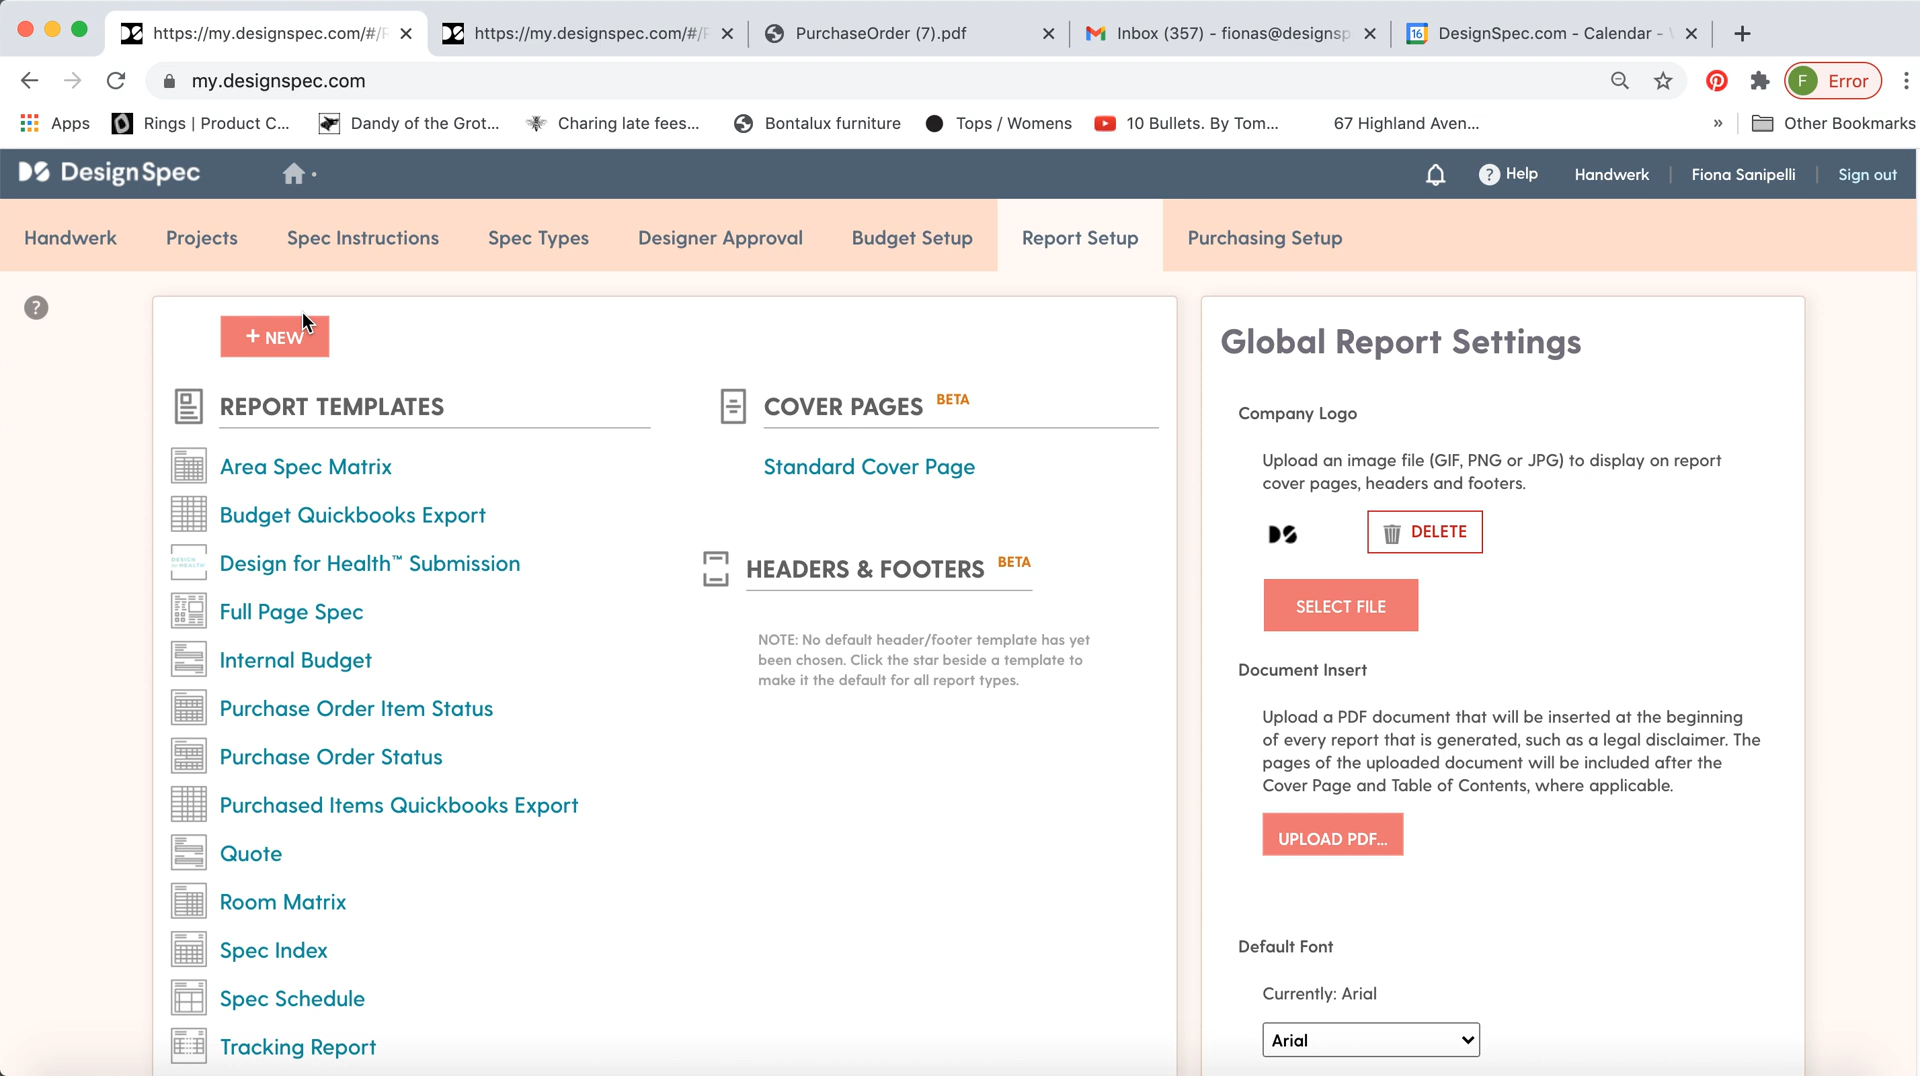 https://my.designspec.com/#/
https://my.designspec.com/#/
PurchaseOrder (7).pdf
Inbox (357) - fionas@designsp
16
DesignSpec.com - Calendar -
my.designspec.com
F
Error
Apps
Rings | Product C...
Dandy of the Grot...
Charing late fees...
Bontalux furniture
Tops / Womens
10 Bullets. By Tom...
67 Highland Aven...
»
Other Bookmarks
DS DesignSpec
? Help
Handwerk
Fiona Sanipelli
Sign out
Handwerk
Projects
Spec Instructions
Spec Types
Designer Approval
Budget Setup
Report Setup
Purchasing Setup
?
+ NEW
REPORT TEMPLATES
Area Spec Matrix
Budget Quickbooks Export
DESIGN for HEALTH™
Design for Health™ Submission
Full Page Spec
Internal Budget
Purchase Order Item Status
Purchase Order Status
Purchased Items Quickbooks Export
Quote
Room Matrix
Spec Index
Spec Schedule
Tracking Report
COVER PAGES BETA
Standard Cover Page
HEADERS & FOOTERS BETA
NOTE: No default header/footer template has yet
been chosen. Click the star beside a template to
make it the default for all report types.
Global Report Settings
Company Logo
Upload an image file (GIF, PNG or JPG) to display on report
cover pages, headers and footers.
DS
DELETE
SELECT FILE
Document Insert
Upload a PDF document that will be inserted at the beginning
of every report that is generated, such as a legal disclaimer. The
pages of the uploaded document will be included after the
Cover Page and Table of Contents, where applicable.
UPLOAD PDF...
Default Font
Currently: Arial
Arial